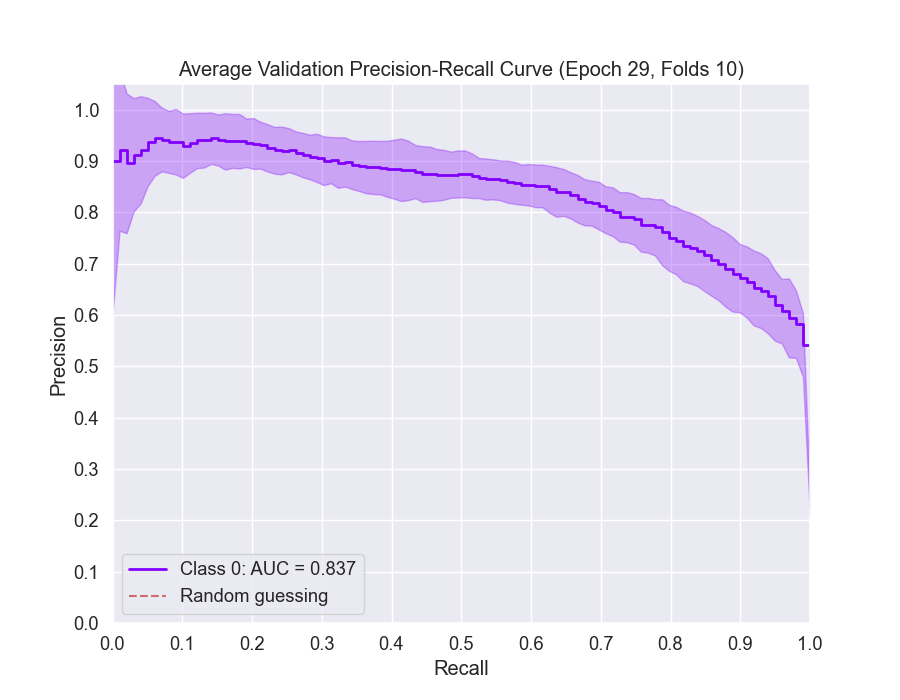 Average Validation Precision-Recall Curve (Epoch 29, Folds 10)
1.0
0.9
0.8
0.7
0.6
0.5
0.4
0.3
0.2
0.1
0.0
Precision
Class 0: AUC = 0.837
Random guessing
0.0 0.1 0.2 0.3 0.4 0.5 0.6 0.7 0.8 0.9 1.0
Recall